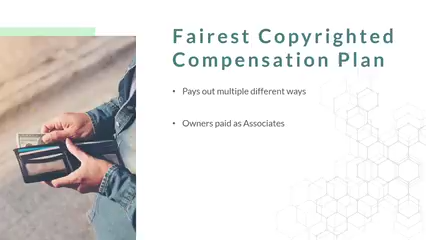 Fairest Copyrighted
Compensation Plan
• Pays out multiple different ways
• Owners paid as Associates